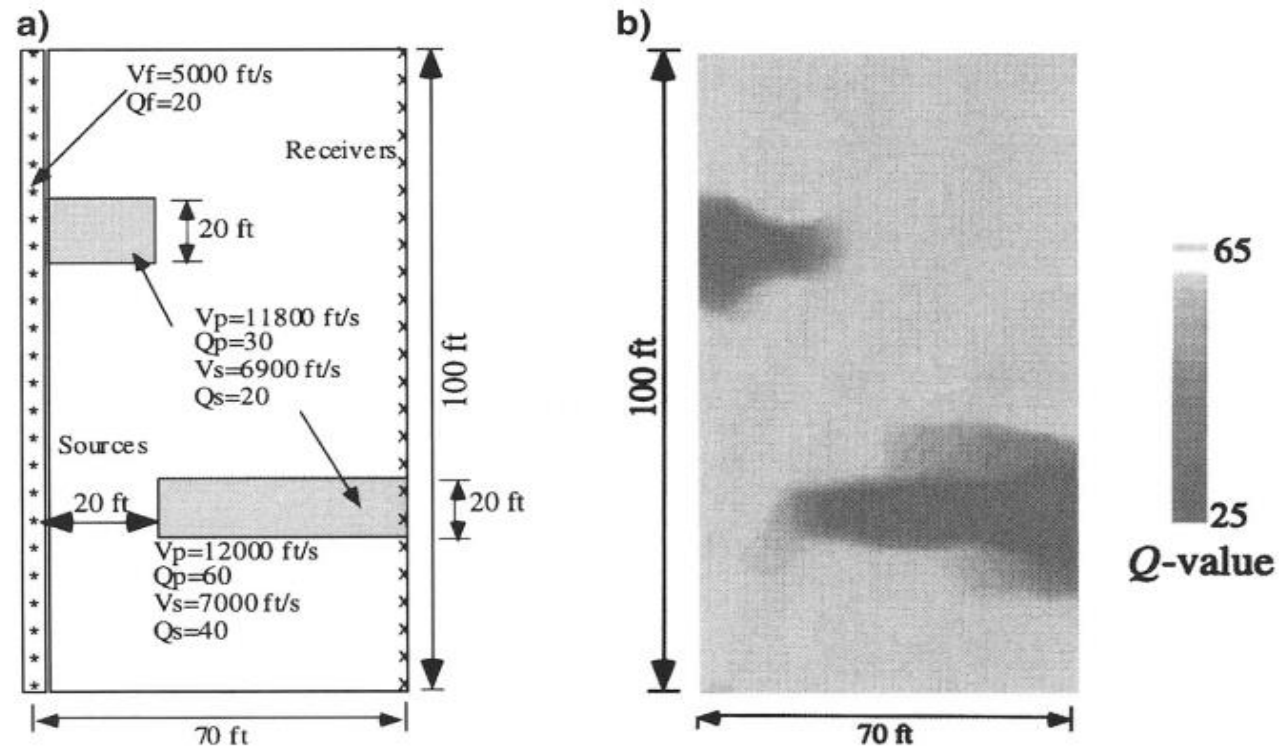 a)
Vf=5000 ft/s
Qf=20
Receivers
20 ft
Vp=11800 ft/s
Qp=30
Vs=6900 ft/s
Qs=20
100 ft
Sources
20 ft
20 ft
Vp=12000 ft/s
Qp=60
Vs=7000 ft/s
Qs=40
70 ft
b)
100 ft
65
25
Q-value
70 ft